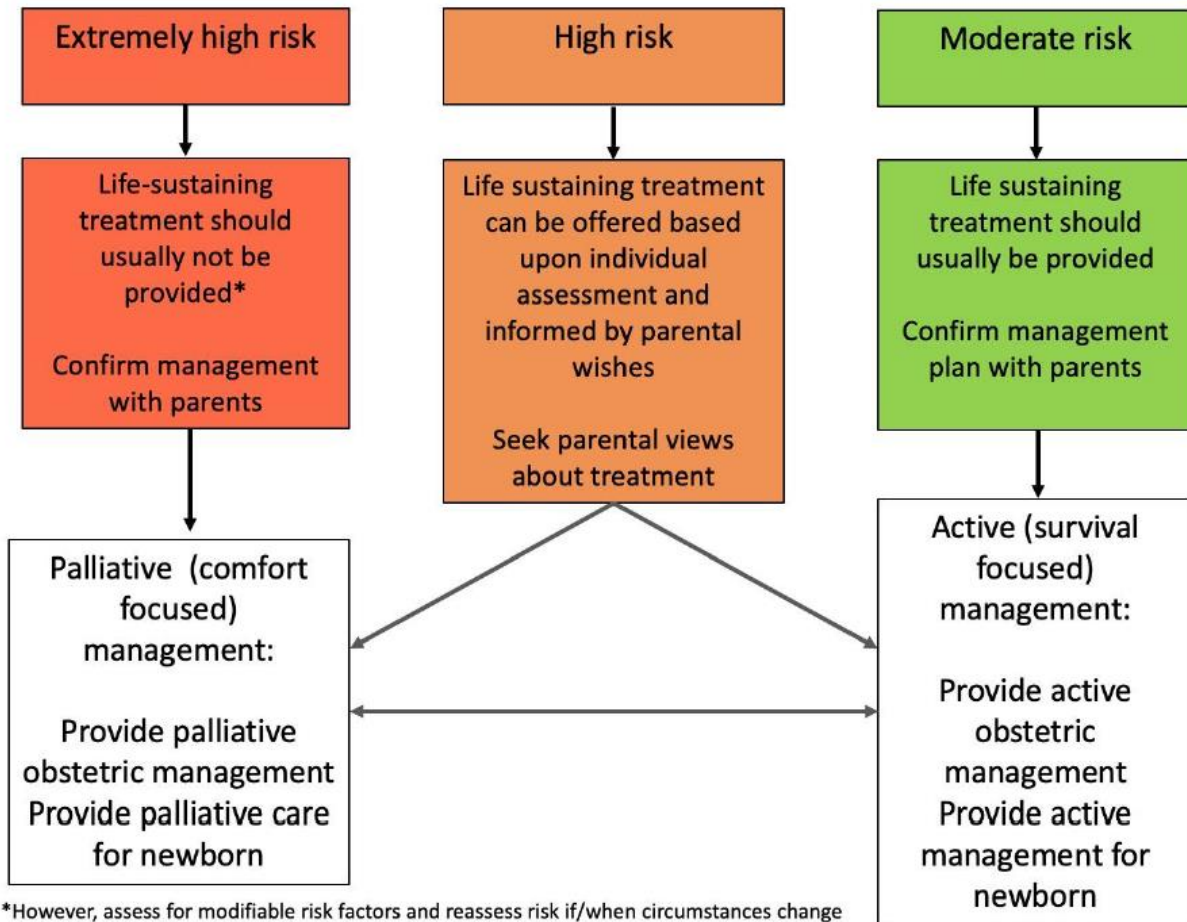 Extremely high risk
High risk
Moderate risk
Life-sustaining
treatment should
usually not be
provided*
Confirm management
with parents
Life sustaining treatment
can be offered based
upon individual
assessment and
informed by parental
wishes
Seek parental views
about treatment
Life sustaining
treatment should
usually be provided
Confirm management
plan with parents
Palliative (comfort
focused)
management:
Provide palliative
obstetric management
Provide palliative care
for newborn
Active (survival
focused)
management:
Provide active
obstetric
management
Provide active
management for
newborn
*However, assess for modifiable risk factors and reassess risk if/when circumstances change